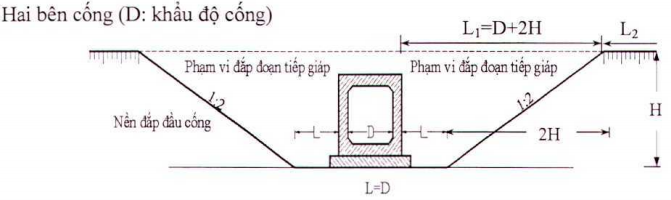 Hai bên cống (D: khẩu độ cống)
L₁=D+2H
L₂
Phạm vi đắp đoạn tiếp giáp
Phạm vi đắp đoạn tiếp giáp
1:2
1:2
H
Nền đắp đầu cống
L
D
L
2H
L=D